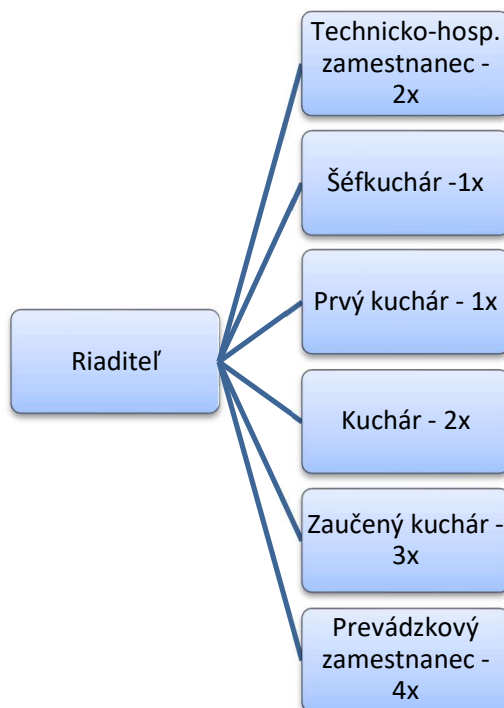 Technicko-hosp.
zamestnanec -
2x
Šéfkuchár -1x
Prvý kuchár - 1x
Riaditeľ
Kuchár - 2x
Zaučený kuchár -
3x
Prevádzkový
zamestnanec -
4x